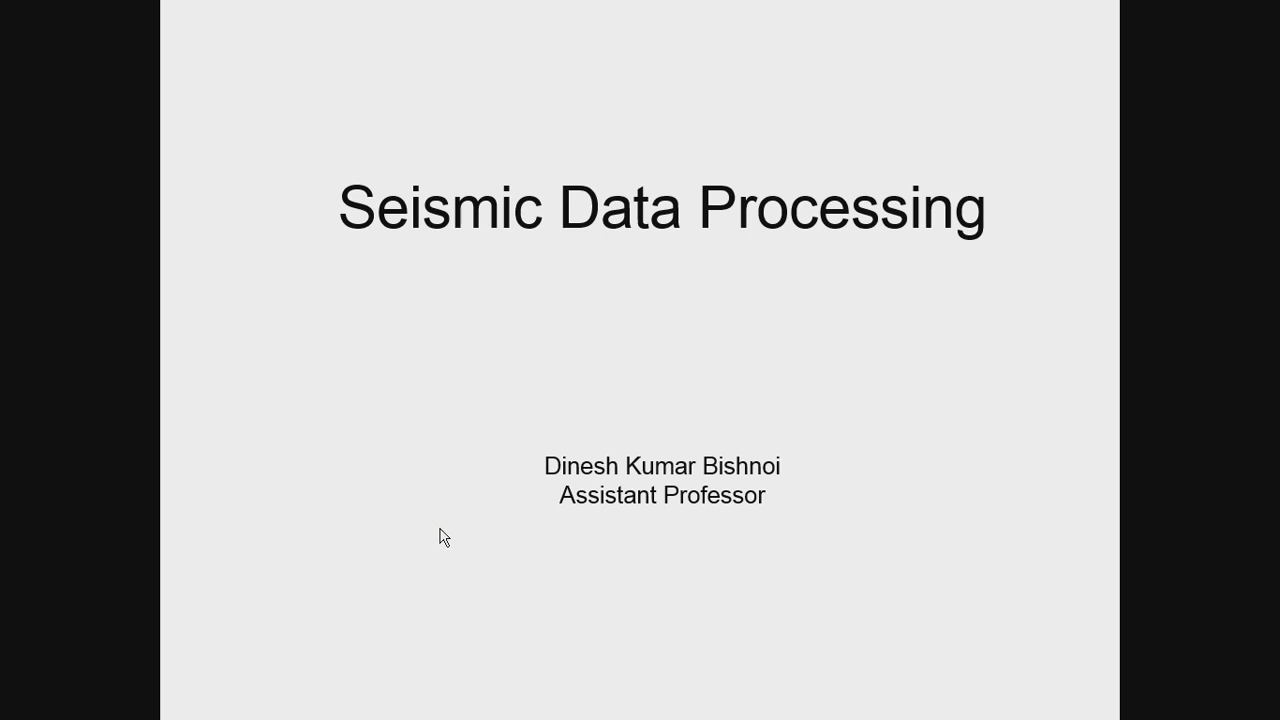 Seismic Data Processing
Dinesh Kumar Bishnoi
Assistant Professor